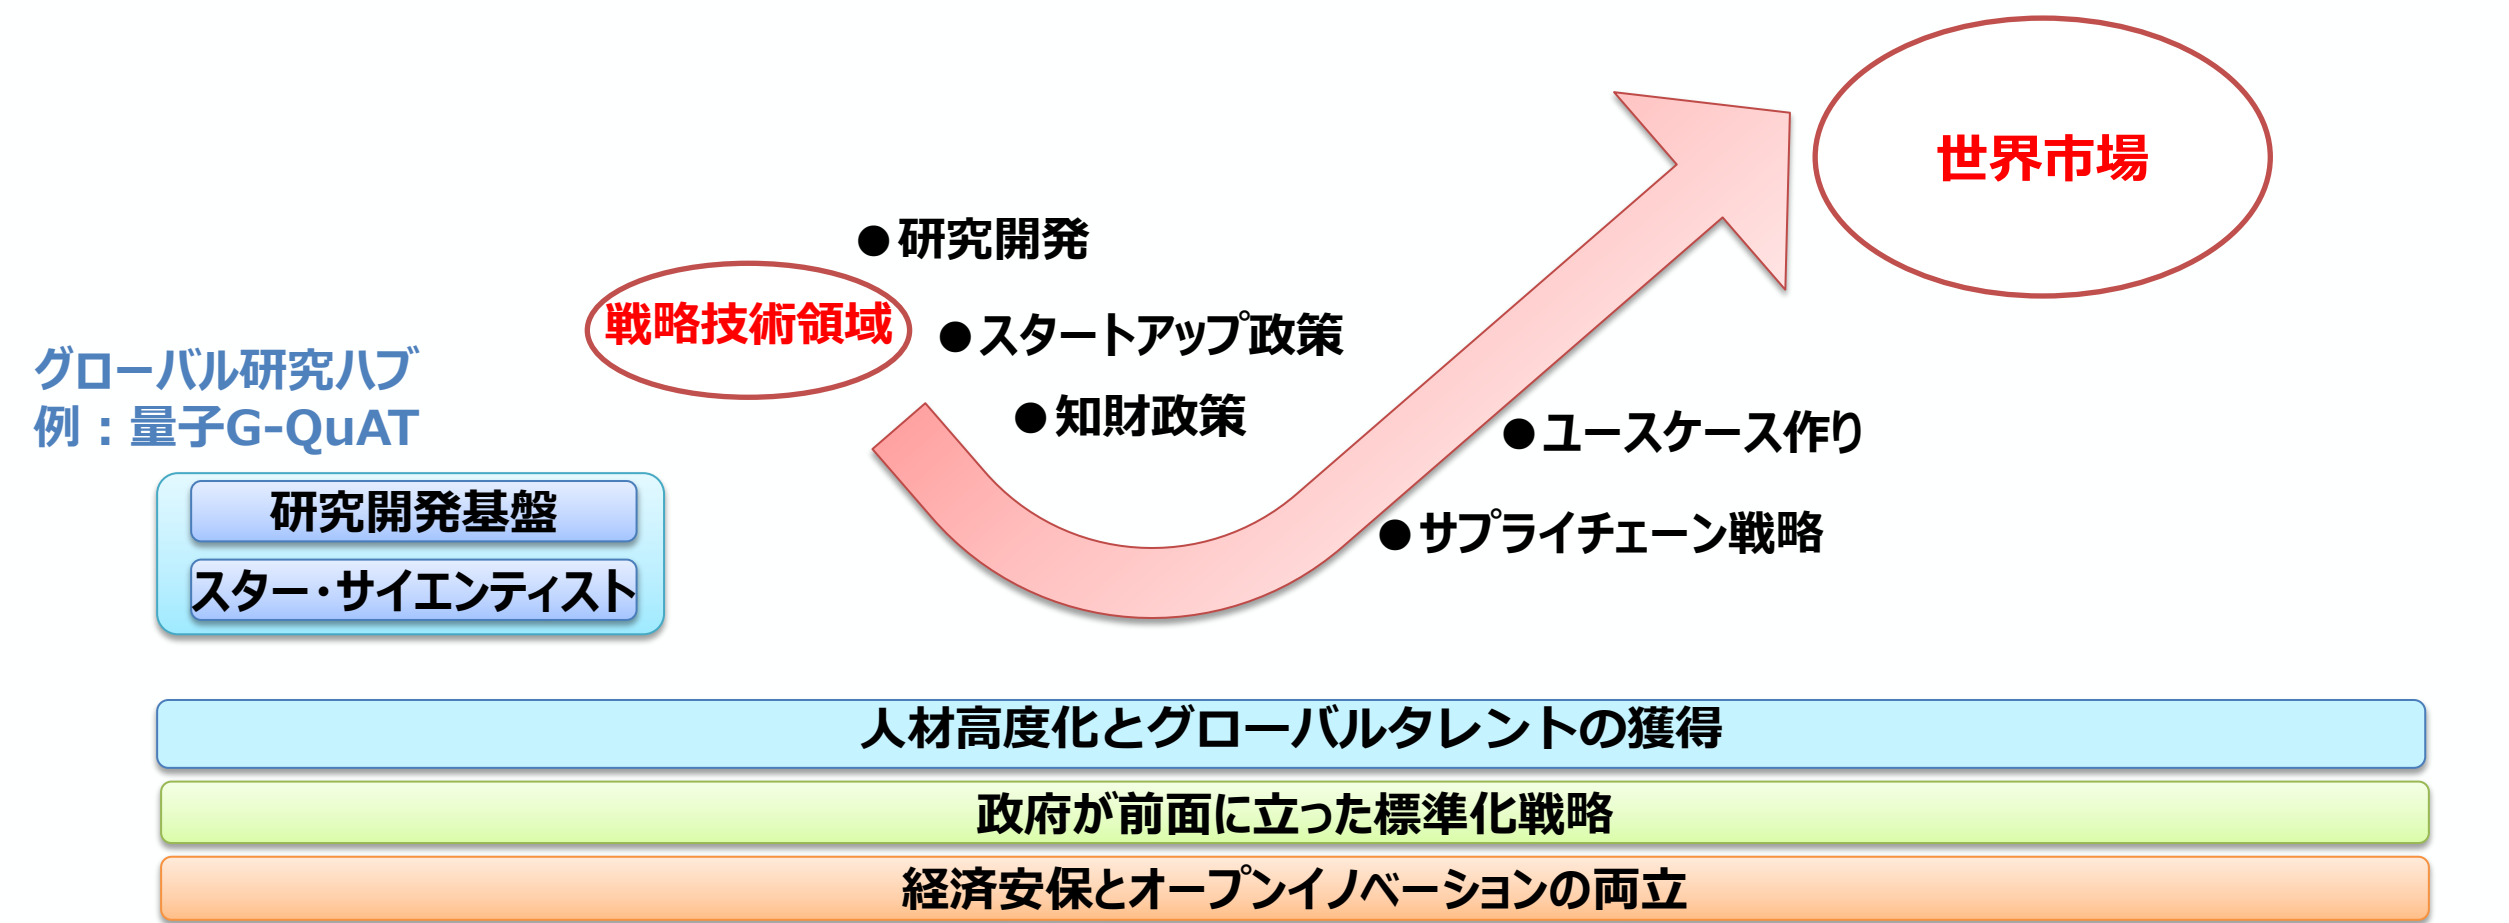 世界市場
●研究開発
戦略技術領域
●スタートアップ政策
グローバル研究ハブ
例：量子G-QuAT
●知財政策
●ユースケース作り
研究開発基盤
●サプライチェーン戦略
スター・サイエンティスト
人材高度化とグローバルタレントの獲得
政府が前面に立った標準化戦略
経済安保とオープンイノベーションの両立